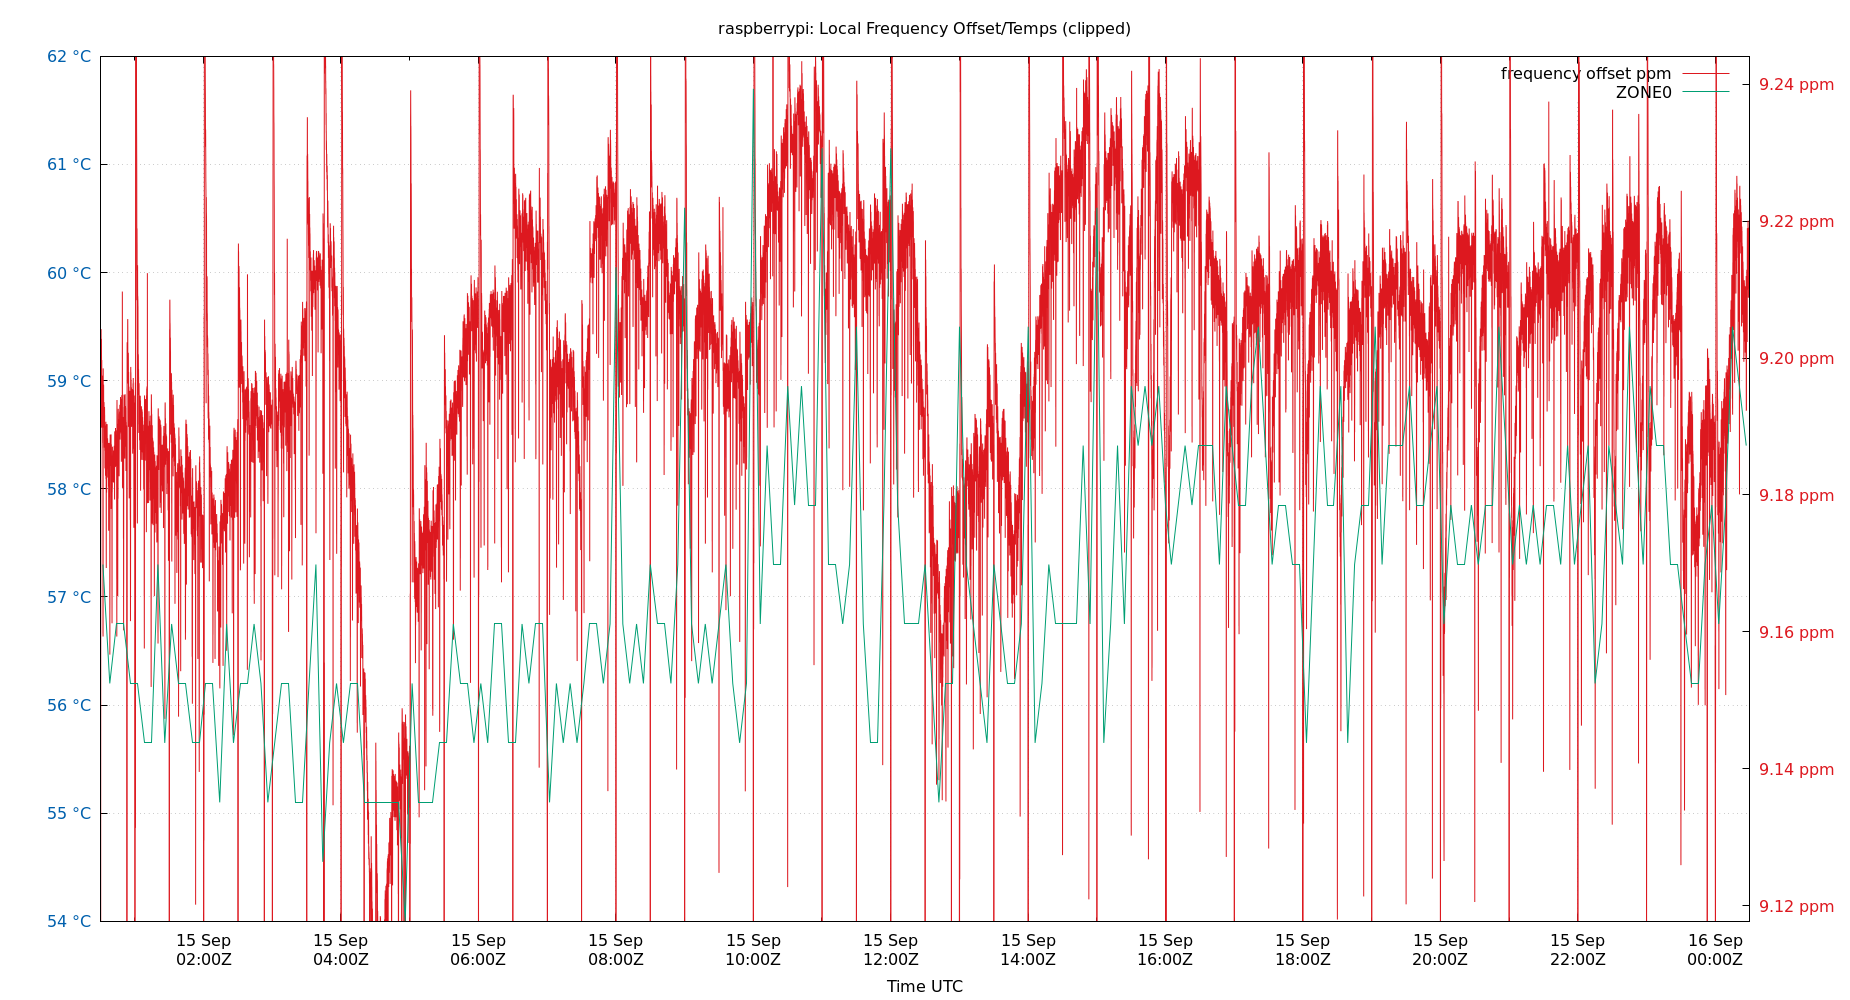 raspberrypi: Local Frequency Offset/Temps (clipped)
frequency offset ppm
ZONE0
62 °C
61 °C
60 °C
59 °C
58 °C
57 °C
56 °C
55 °C
54 °C
9.24 ppm
9.22 ppm
9.20 ppm
9.18 ppm
9.16 ppm
9.14 ppm
9.12 ppm
15 Sep 15 Sep 15 Sep 15 Sep 15 Sep 15 Sep 15 Sep 15 Sep 15 Sep 15 Sep 15 Sep 16 Sep
02:00Z 04:00Z 06:00Z 08:00Z 10:00Z 12:00Z 14:00Z 16:00Z 18:00Z 20:00Z 22:00Z 00:00Z
Time UTC